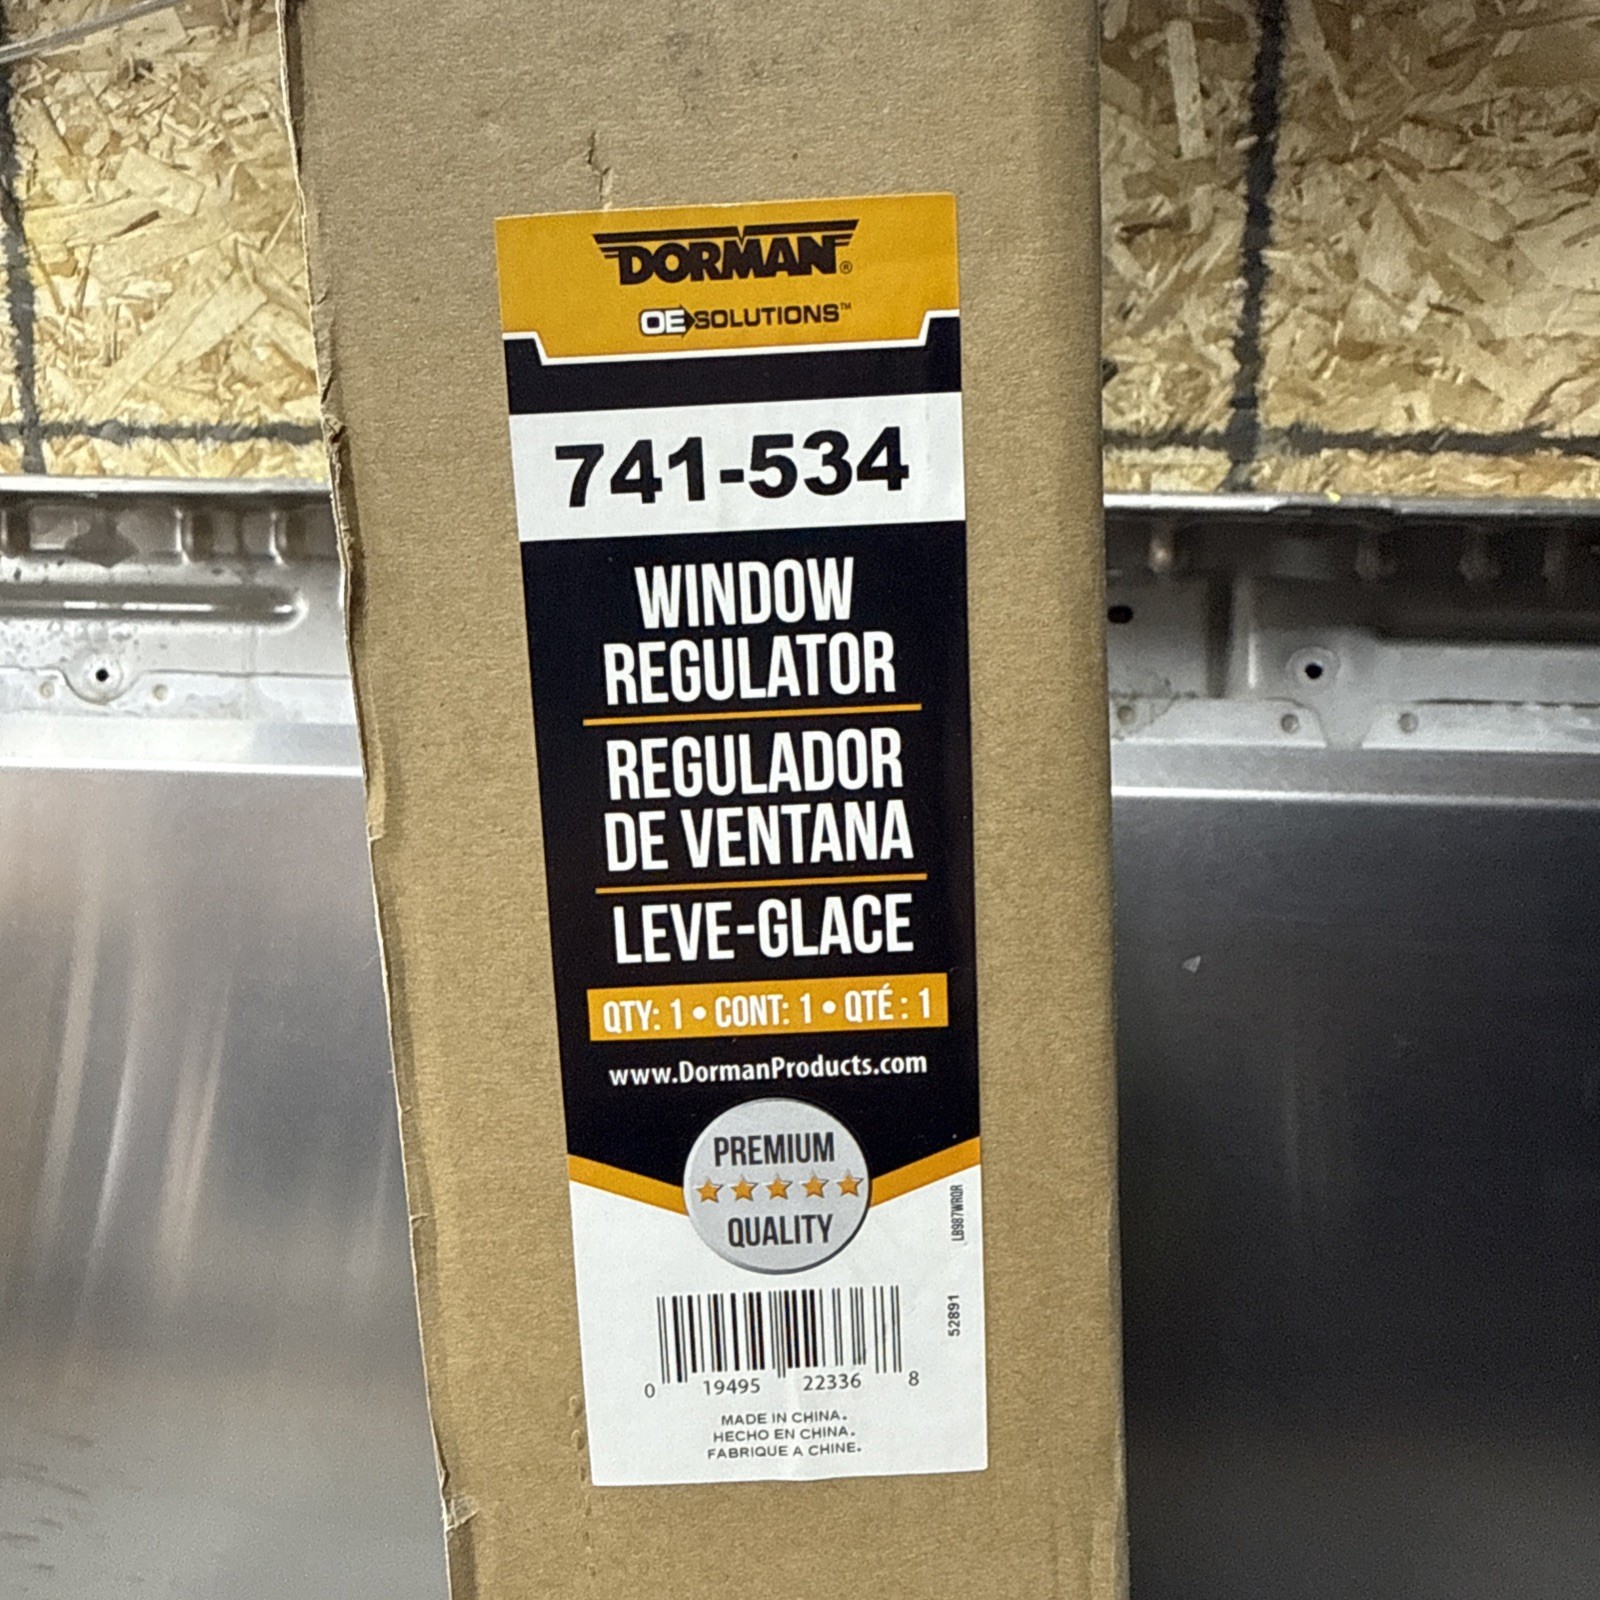 DORMAN®
OE SOLUTIONS™
741-534
WINDOW
REGULATOR
REGULADOR
DE VENTANA
LEVE-GLACE
QTY: 1 • CONT: 1 • QTÉ : 1
www.DormanProducts.com
PREMIUM
QUALITY
LB987WRQR
52891
0 19495 22336 8
MADE IN CHINA.
HECHO EN CHINA.
FABRIQUE A CHINE.